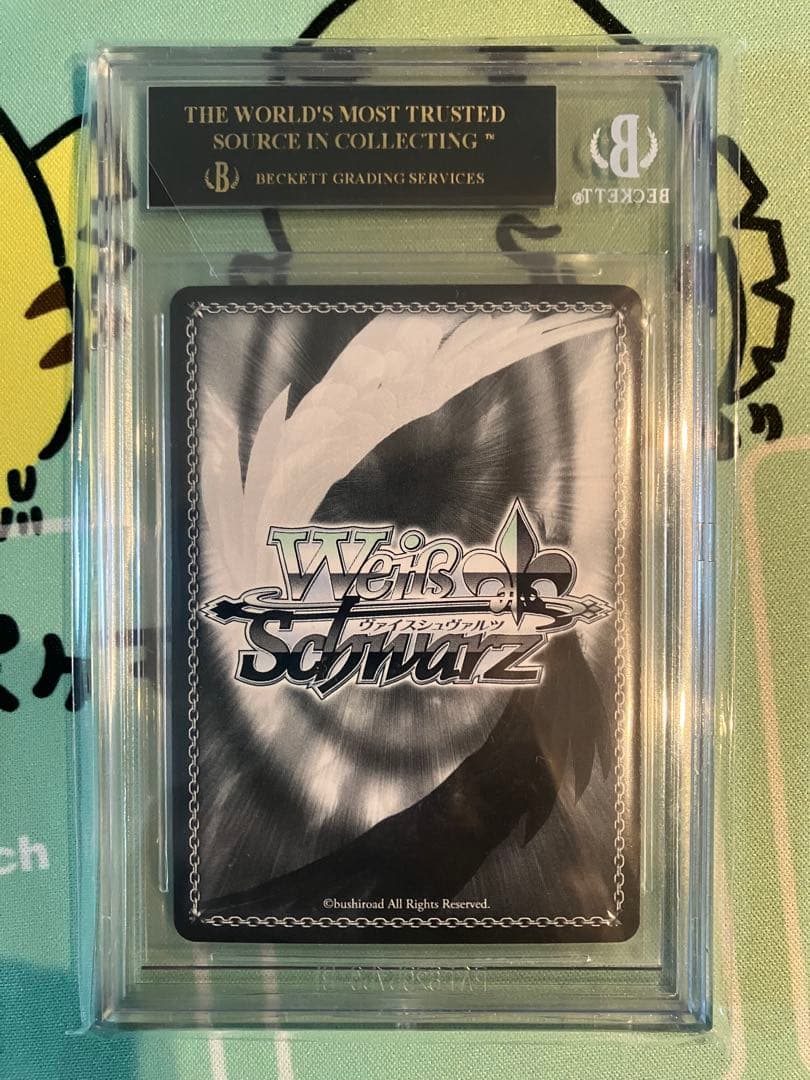 THE WORLD'S MOST TRUSTED
SOURCE IN COLLECTING ™
B BECKETT GRADING SERVICES
B
BECKETT®
Weiß
ヴァイスシュヴァルツ
Schwarz
ch
©bushiroad All Rights Reserved.